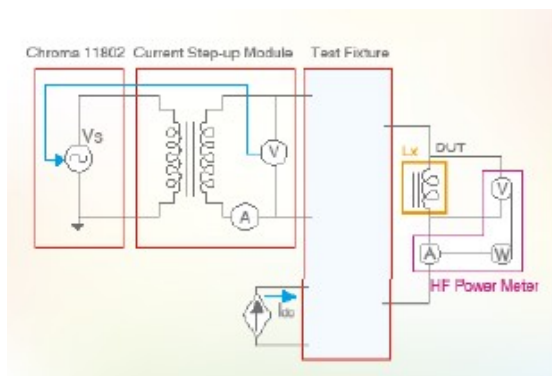 Chroma 11802 Current Step-up Module Test Fixture
Vs
V
A
Lx
DUT
V
A
W
HF Power Meter
Idc